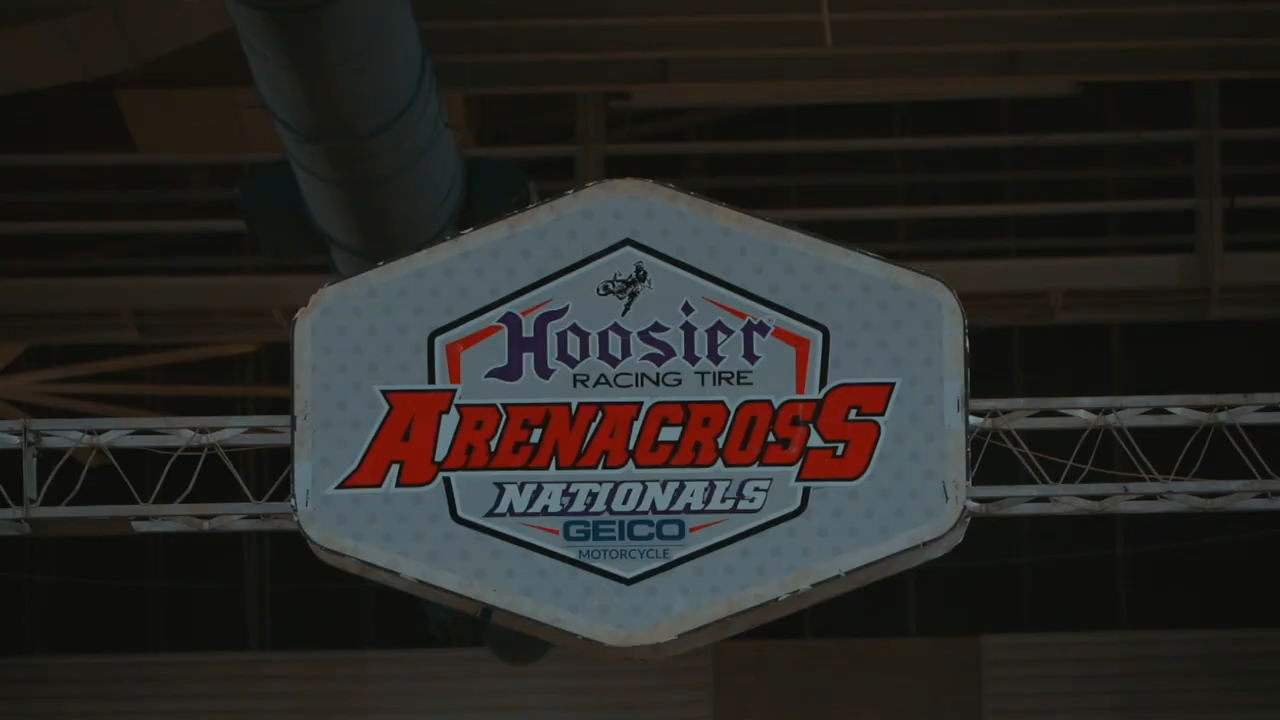 Hoosier
RACING TIRE
ARENACROSS
NATIONALS
GEICO
MOTORCYCLE